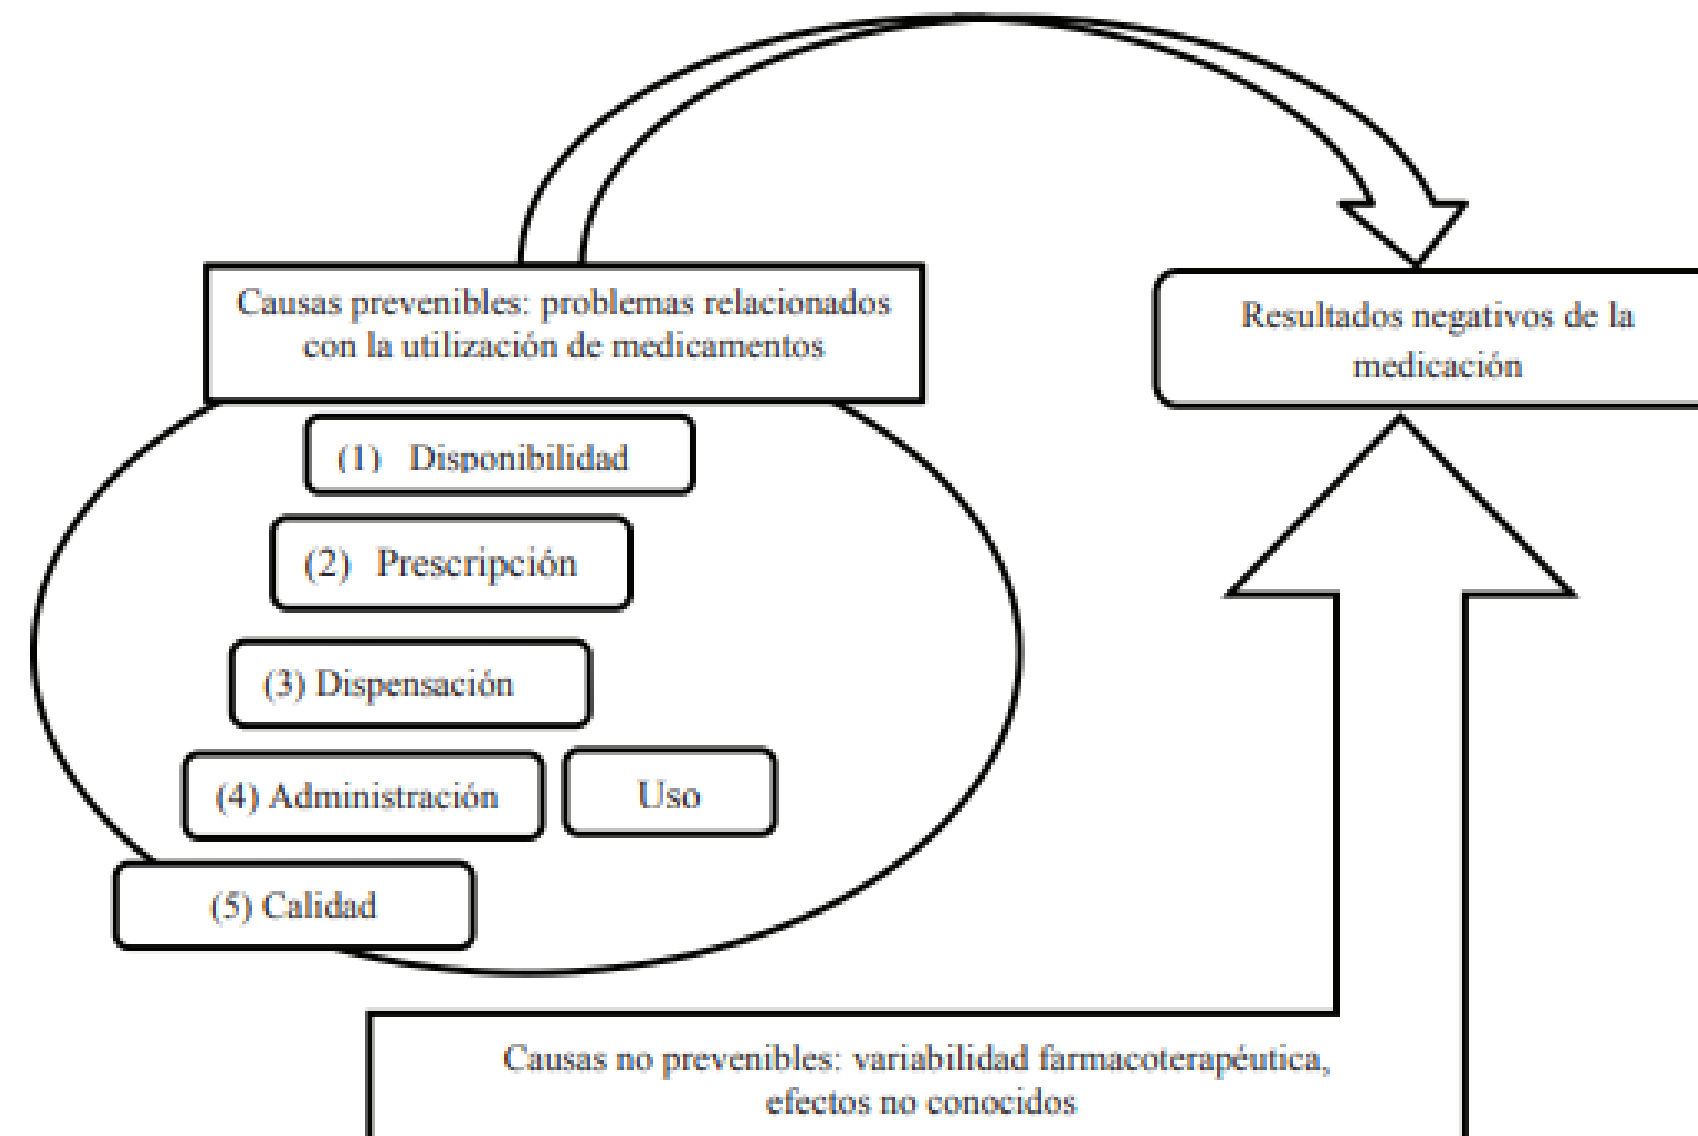 Causas prevenibles: problemas relacionados
con la utilización de medicamentos
Resultados negativos de la
medicación
(1) Disponibilidad
(2) Prescripción
(3) Dispensación
(4) Administración
Uso
(5) Calidad
Causas no prevenibles: variabilidad farmacoterapéutica,
efectos no conocidos